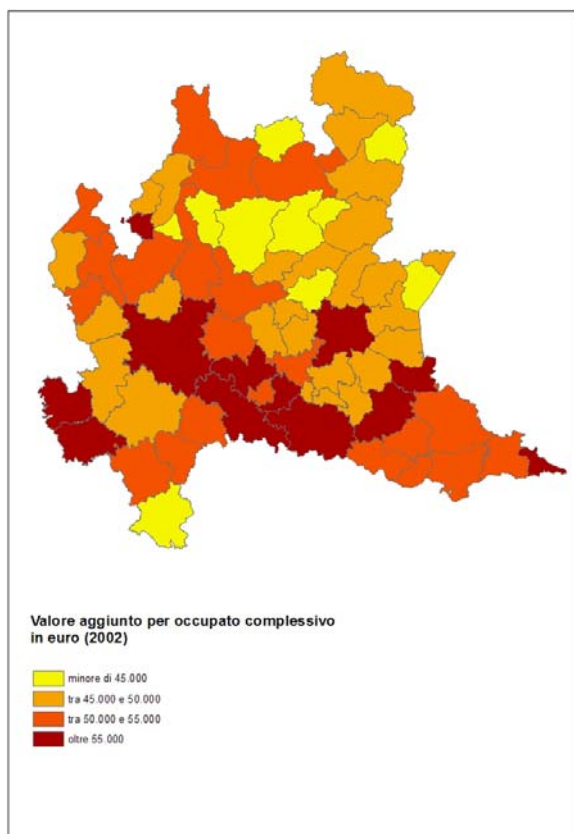 Valore aggiunto per occupato complessivo
in euro (2002)
minore di 45.000
tra 45.000 e 50.000
tra 50.000 e 55.000
oltre 55.000